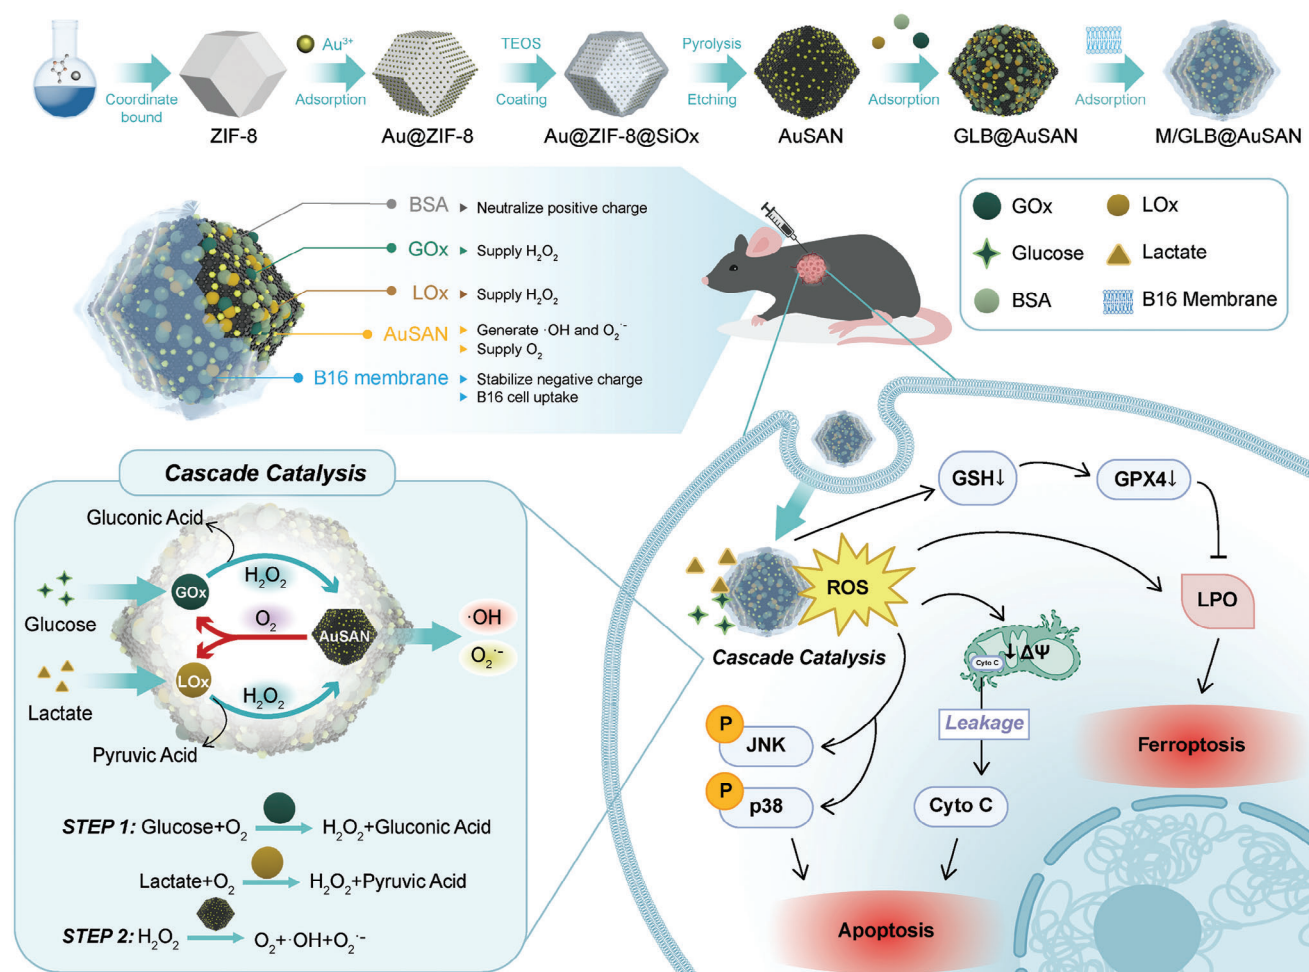 Coordinate
bound
ZIF-8
Au³⁺
Adsorption
Au@ZIF-8
TEOS
Coating
Au@ZIF-8@SiOx
Pyrolysis
Etching
AuSAN
Adsorption
GLB@AuSAN
Adsorption
M/GLB@AuSAN
BSA ▸ Neutralize positive charge
GOx ▸ Supply H₂O₂
LOx ▸ Supply H₂O₂
AuSAN ▸ Generate ·OH and O₂·⁻
▸ Supply O₂
B16 membrane ▸ Stabilize negative charge
▸ B16 cell uptake
GOx
LOx
Glucose
Lactate
BSA
B16 Membrane
Cascade Catalysis
Gluconic Acid
H₂O₂
GOx
Glucose
O₂
AuSAN
·OH
O₂·⁻
LOx
Lactate
H₂O₂
Pyruvic Acid
STEP 1: Glucose+O₂ H₂O₂+Gluconic Acid
Lactate+O₂ H₂O₂+Pyruvic Acid
STEP 2: H₂O₂ O₂+·OH+O₂·⁻
GSH↓
GPX4↓
ROS
LPO
Cascade Catalysis
Cyto C
↓ΔΨ
Leakage
P
JNK
P
p38
Cyto C
Ferroptosis
Apoptosis